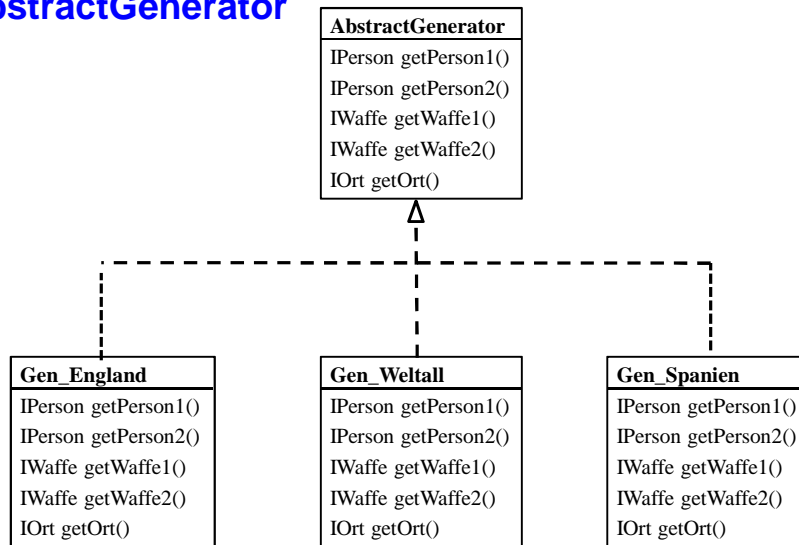 bstractGenerator
AbstractGenerator
IPerson getPerson1()
IPerson getPerson2()
IWaffe getWaffe1()
IWaffe getWaffe2()
IOrt getOrt()
Gen_England
IPerson getPerson1()
IPerson getPerson2()
IWaffe getWaffe1()
IWaffe getWaffe2()
IOrt getOrt()
Gen_Weltall
IPerson getPerson1()
IPerson getPerson2()
IWaffe getWaffe1()
IWaffe getWaffe2()
IOrt getOrt()
Gen_Spanien
IPerson getPerson1()
IPerson getPerson2()
IWaffe getWaffe1()
IWaffe getWaffe2()
IOrt getOrt()